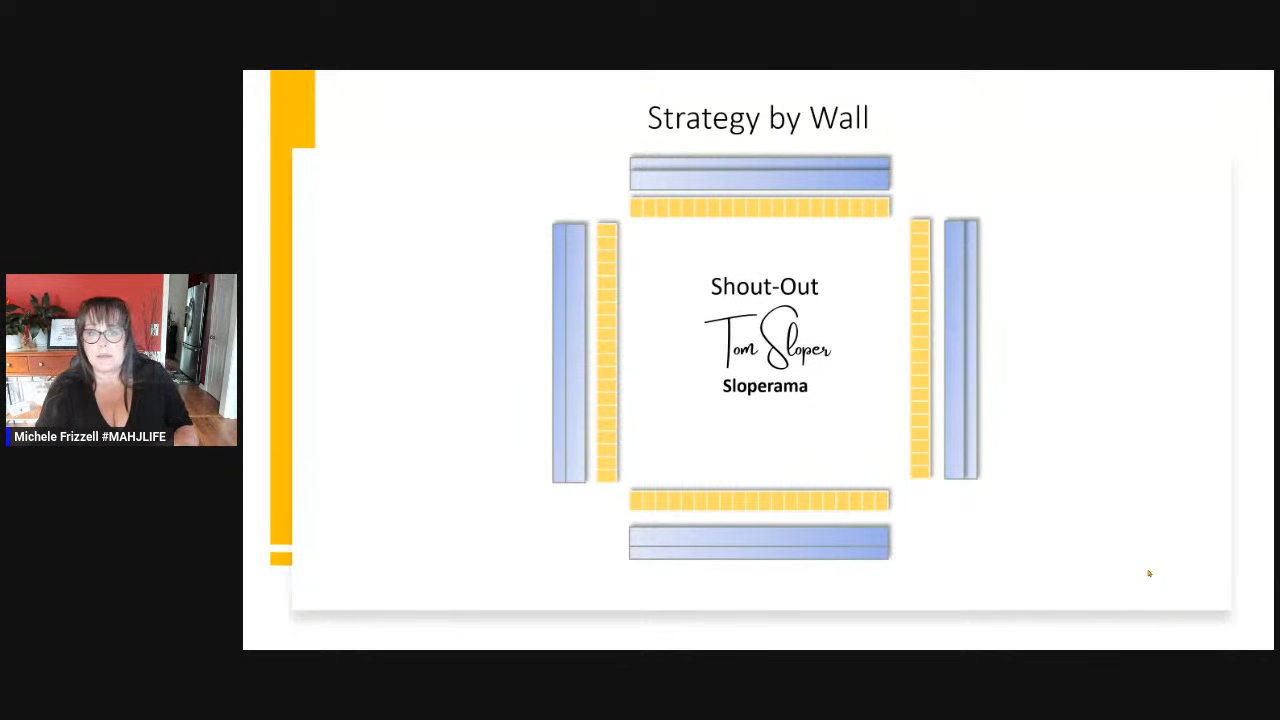 Strategy by Wall
Shout-Out
Tom Sloper
Sloperama
Michele Frizzell #MAHJLIFE